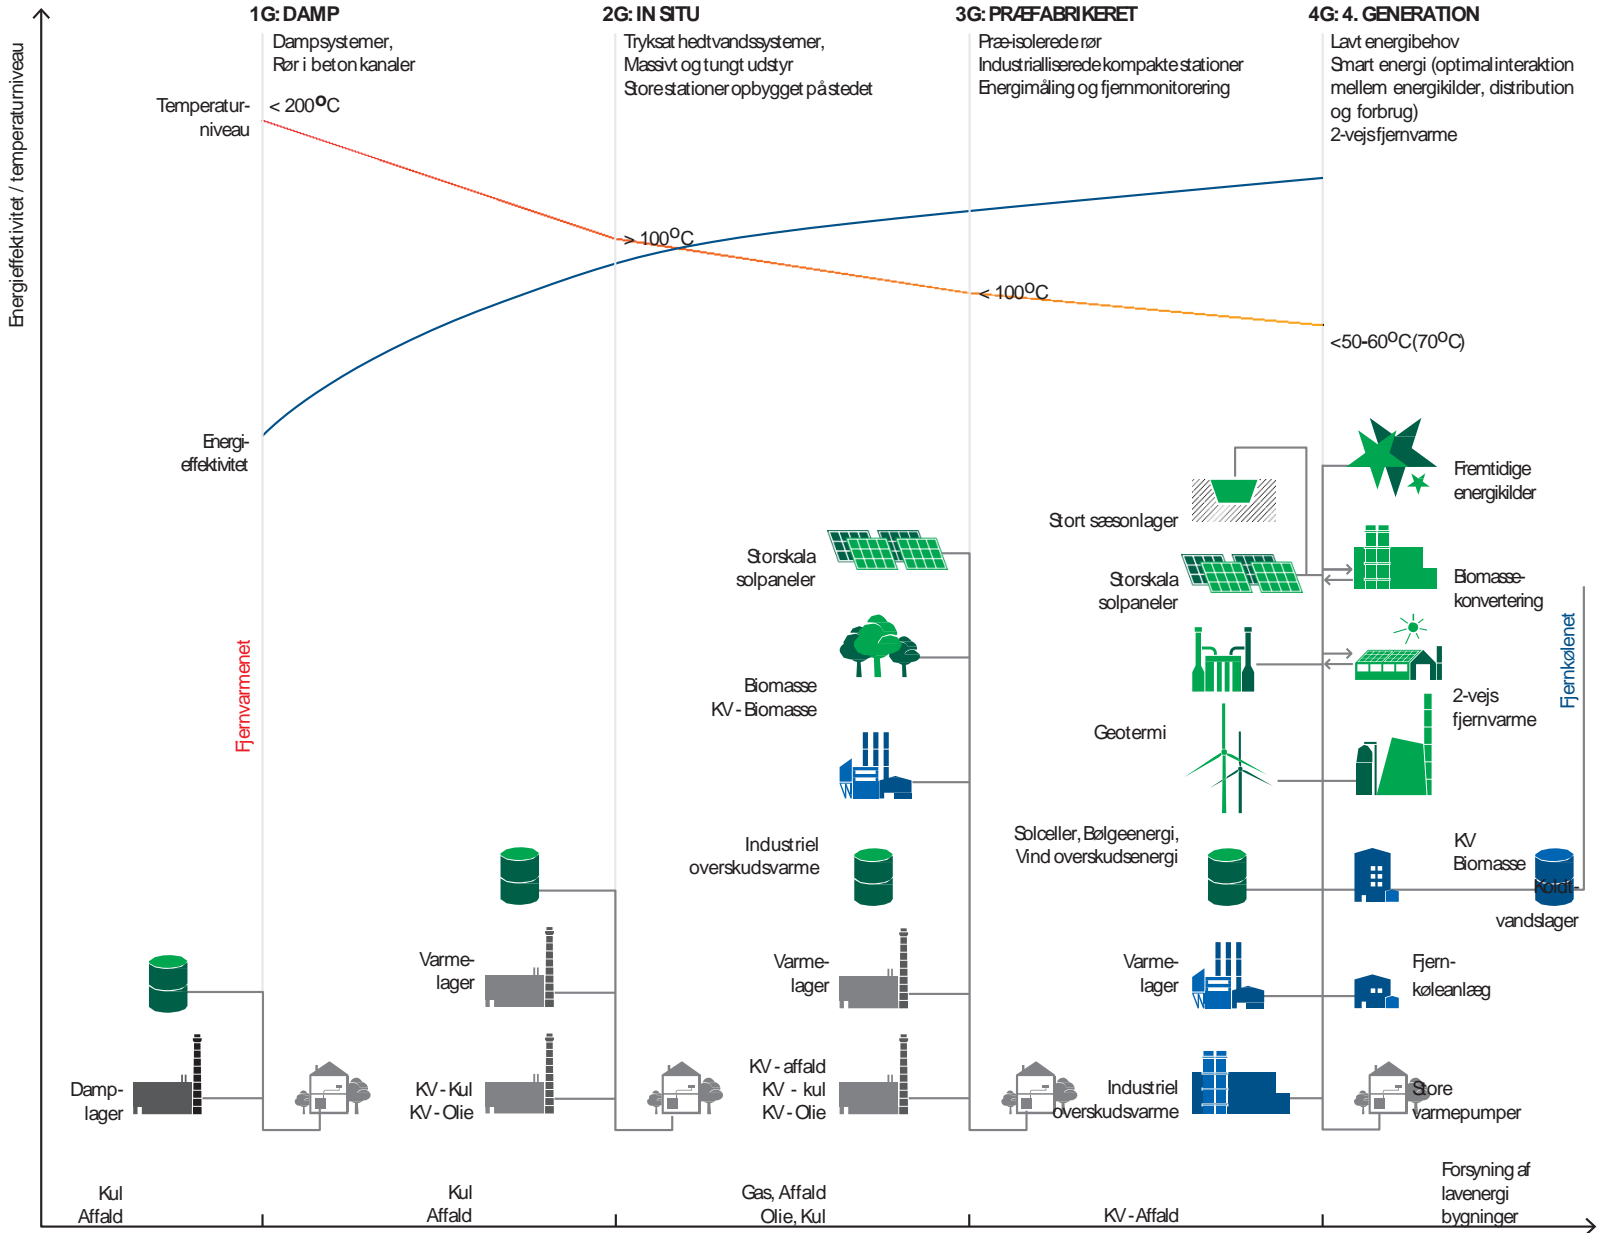 1G: DAMP
Dampsystemer,
Rør i beton kanaler
2G: IN SITU
Tryksat hedtvandssystemer,
Massivt og tungt udstyr
Store stationer opbygget på stedet
3G: PRÆFABRIKERET
Præ-isolerede rør
Industrialliserede kompakte stationer
Energimåling og fjernmonitorering
4G: 4. GENERATION
Lavt energibehov
Smart energi (optimal interaktion
mellem energikilder, distribution
og forbrug)
2-vejs fjernvarme
Energieffektivitet / temperaturniveau
Temperatur-
niveau
< 200°C
> 100°C
< 100°C
<50-60°C (70°C)
Energi-
effektivitet
Fjernvarmenet
Damp-
lager
Kul
Affald
Varme-
lager
KV - Kul
KV - Olie
Kul
Affald
Storskala
solpaneler
Biomasse
KV - Biomasse
Industriel
overskudsvarme
Varme-
lager
KV - affald
KV - kul
KV - Olie
Gas, Affald
Olie, Kul
Stort sæsonlager
Storskala
solpaneler
Geotermi
Solceller, Bølgeenergi,
Vind overskudsenergi
Varme-
lager
Industriel
overskudsvarme
KV - Affald
Fremtidige
energikilder
Biomasse-
konvertering
2-vejs
fjernvarme
KV
Biomasse
Koldt-
vandslager
Fjern-
køleanlæg
Store
varmepumper
Forsyning af
lavenergi
bygninger
Fjernkølenet